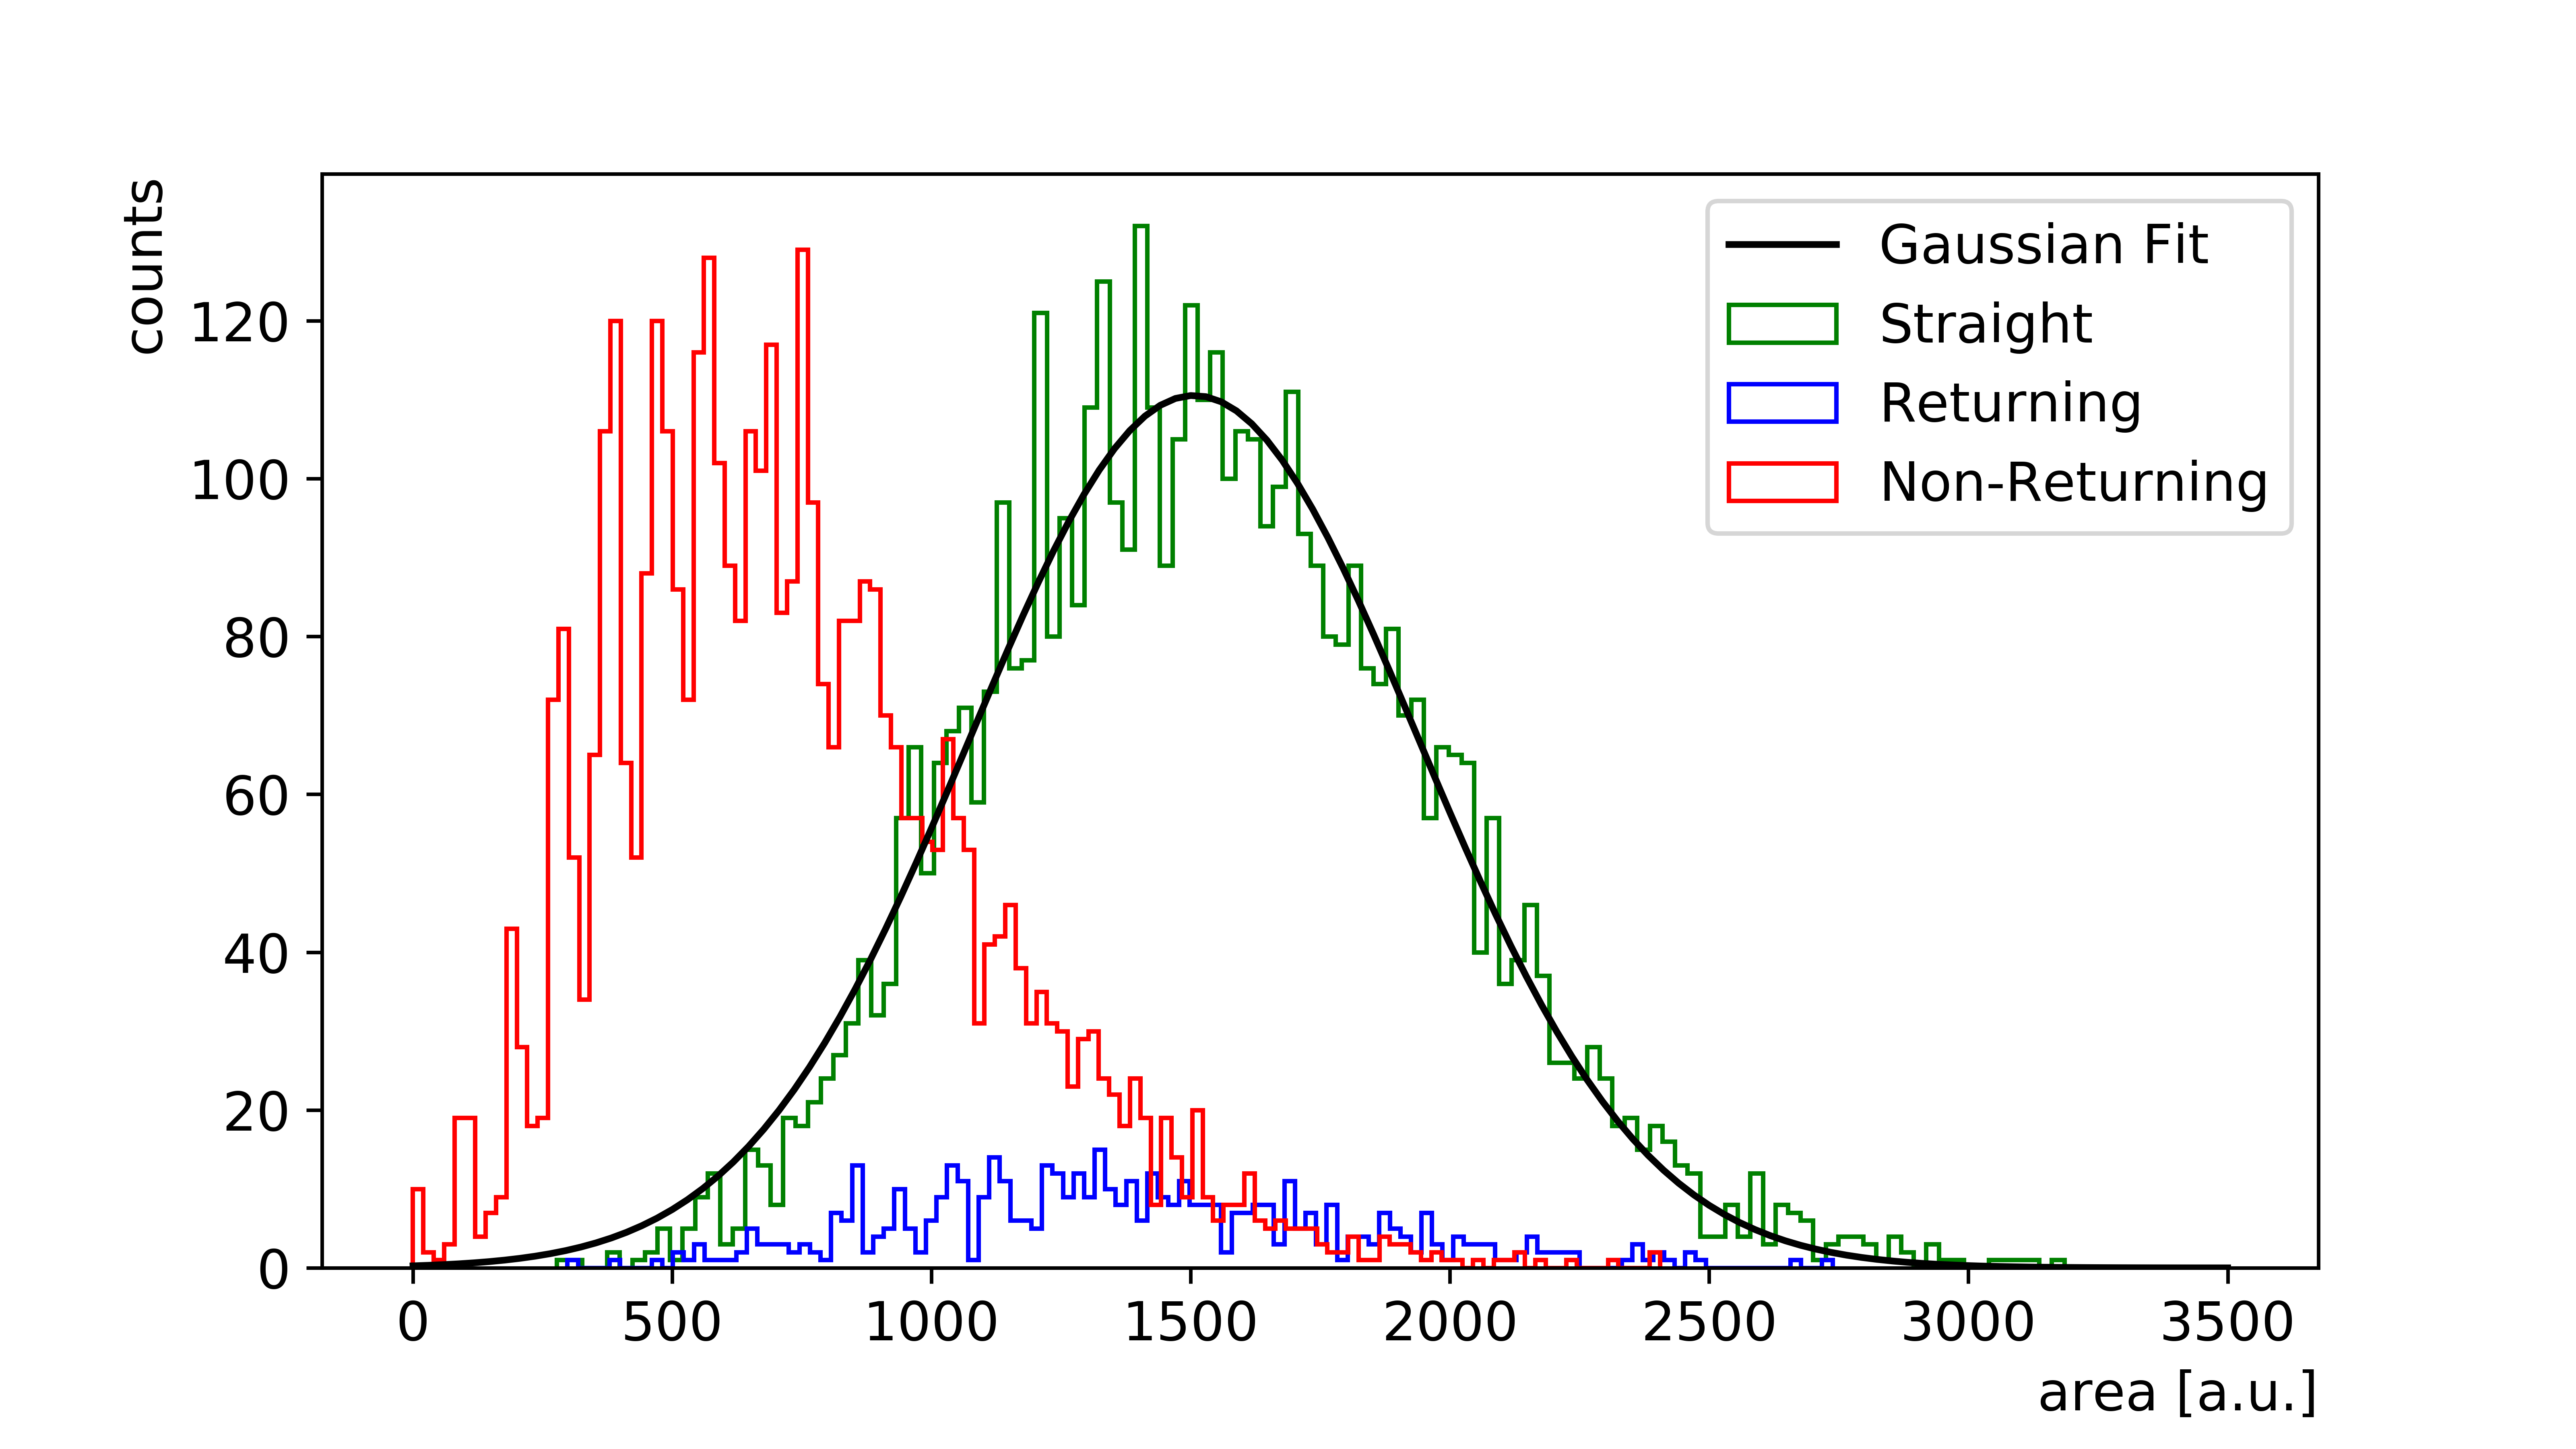 counts
120
100
80
60
40
20
0
0 500 1000 1500 2000 2500 3000 3500
area [a.u.]
Gaussian Fit
Straight
Returning
Non-Returning